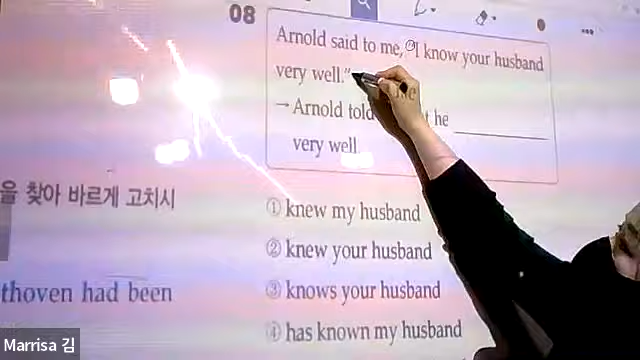 08
Arnold said to me, "I know your husband
very well."
→ Arnold told he
very well.
을 찾아 바르게 고치시
① knew my husband
② knew your husband
thoven had been
③ knows your husband
④ has known my husband
Marrisa 김